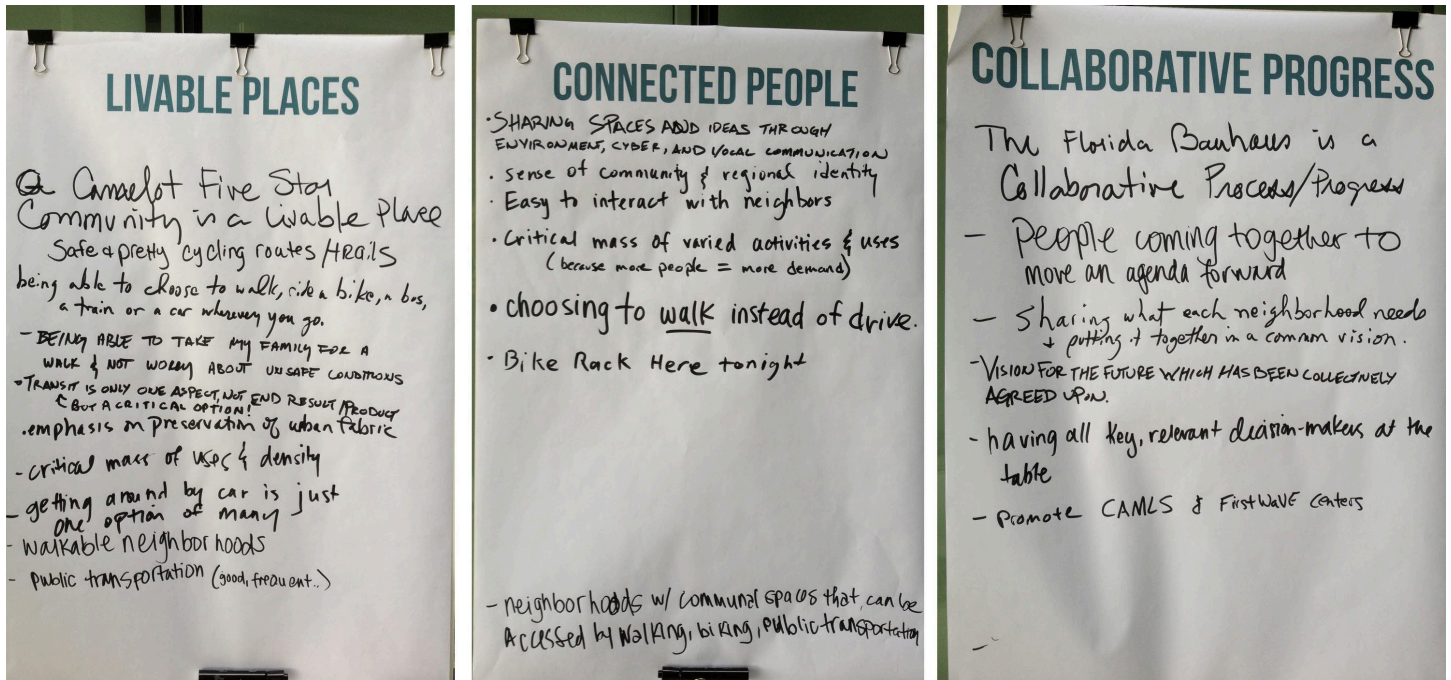 LIVABLE PLACES
a Camelot Five Star
Community is a Livable Place
Safe & pretty cycling routes/trails
being able to choose to walk, ride a bike, a bus,
a train or a car wherever you go.
- BEING ABLE TO TAKE MY FAMILY FOR A
WALK & NOT WORRY ABOUT UNSAFE CONDITIONS
• TRANSIT IS ONLY ONE ASPECT, NOT END RESULT/PRODUCT
BUT A CRITICAL OPTION!
. emphasis on preservation of urban fabric
- critical mass of uses & density
- getting around by car is just
one option of many
- walkable neighborhoods
- public transportation (good, frequent..)
CONNECTED PEOPLE
• SHARING SPACES AND IDEAS THROUGH
ENVIRONMENT, CYBER, AND VOCAL COMMUNICATION
• sense of community & regional identity
• Easy to interact with neighbors
• Critical mass of varied activities & uses
(because more people = more demand)
• choosing to walk instead of drive.
• Bike Rack Here tonight
- neighborhoods w/ communal spaces that can be
Accessed by walking, biking, public transportation
COLLABORATIVE PROGRESS
The Florida Bauhaus is a
Collaborative Process/Progress
- People coming together to
move an agenda forward
- Sharing what each neighborhood needs
+ putting it together in a common vision.
- VISION FOR THE FUTURE WHICH HAS BEEN COLLECTIVELY
AGREED UPON.
- having all key, relevant decision-makers at the
table
- Promote CAMLS & FirstWaVE Centers
-